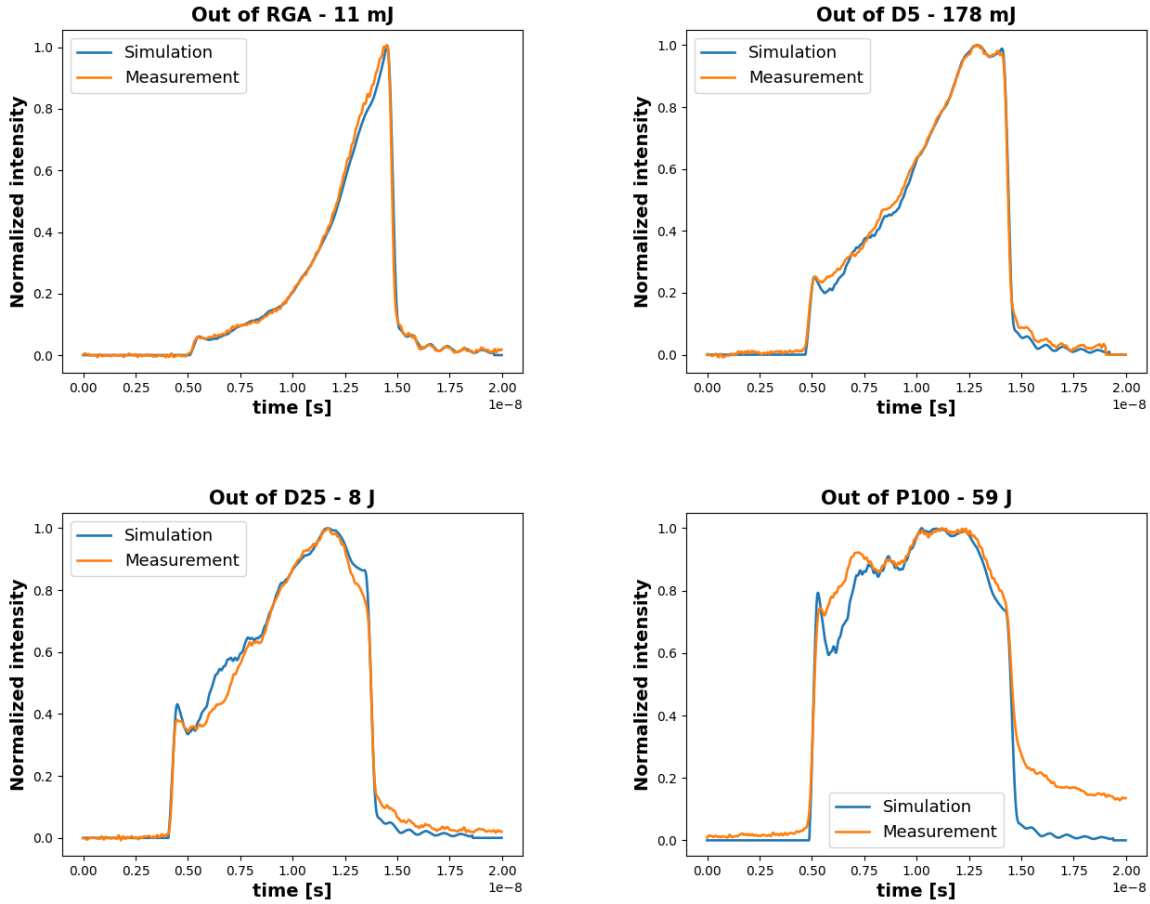 Out of RGA - 11 mJ
Simulation
Measurement
Normalized intensity
1.0
0.8
0.6
0.4
0.2
0.0
0.00 0.25 0.50 0.75 1.00 1.25 1.50 1.75 2.00
1e−8
time [s]
Out of D5 - 178 mJ
Simulation
Measurement
Normalized intensity
1.0
0.8
0.6
0.4
0.2
0.0
0.00 0.25 0.50 0.75 1.00 1.25 1.50 1.75 2.00
1e−8
time [s]
Out of D25 - 8 J
Simulation
Measurement
Normalized intensity
1.0
0.8
0.6
0.4
0.2
0.0
0.00 0.25 0.50 0.75 1.00 1.25 1.50 1.75 2.00
1e−8
time [s]
Out of P100 - 59 J
Normalized intensity
1.0
0.8
0.6
0.4
0.2
0.0
Simulation
Measurement
0.00 0.25 0.50 0.75 1.00 1.25 1.50 1.75 2.00
1e−8
time [s]